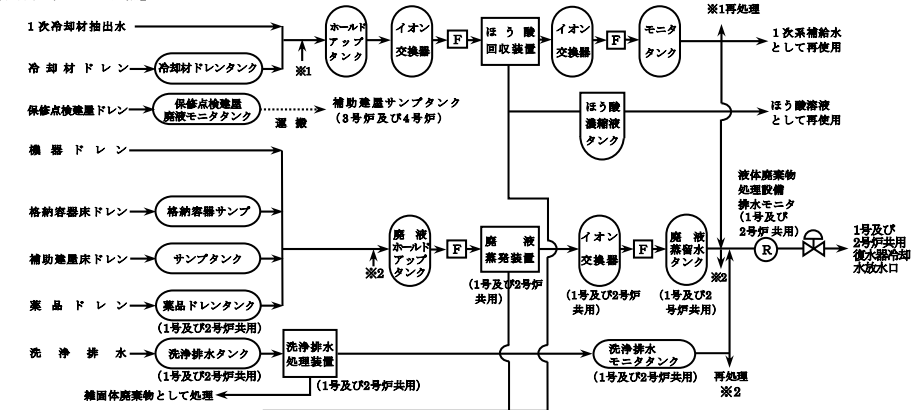 ※1再処理
1次冷却材抽出水
ホールド
アップ
タンク
イオン
交換器
F
ほう酸
回収装置
イオン
交換器
F
モニタ
タンク
1次系補給水
として再使用
※1
冷却材ドレン
冷却材ドレンタンク
保修点検建屋ドレン
保修点検建屋
廃液モニタタンク
運搬
補助建屋サンプタンク
(3号炉及び4号炉)
ほう酸
濃縮液
タンク
ほう酸溶液
として再使用
機器ドレン
格納容器床ドレン
格納容器サンプ
補助建屋床ドレン
サンプタンク
薬品ドレン
薬品ドレンタンク
(1号及び2号炉共用)
※2
廃液
ホールド
アップ
タンク
F
廃液
蒸発装置
(1号及び2号炉
共用)
イオン
交換器
(1号及び2号炉
共用)
F
廃液
蒸留水
タンク
(1号及び2
号炉共用)
※2
液体廃棄物
処理設備
排水モニタ
(1号及び
2号炉共用)
R
1号及び
2号炉共用
復水器冷却
水放水口
洗浄排水
洗浄排水タンク
(1号及び2号炉共用)
洗浄排水
処理装置
(1号及び2号炉共用)
雑固体廃棄物として処理
洗浄排水
モニタタンク
(1号及び2号炉共用)
再処理
※2